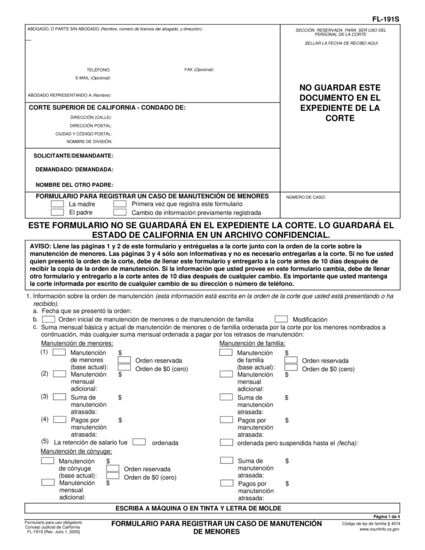 FL-191S
ABOGADO, O PARTE SIN ABOGADO (Nombre, número de licencia del abogado, y dirección):
SECCIÓN RESERVADA PARA SER USO DEL
PERSONAL DE LA CORTE
SELLAR LA FECHA DE RECIBO AQUÍ
TELÉFONO:
FAX (Opcional):
E-MAIL (Opcional):
ABOGADO REPRESENTANDO A (Nombre):
NO GUARDAR ESTE
DOCUMENTO EN EL
EXPEDIENTE DE LA
CORTE
CORTE SUPERIOR DE CALIFORNIA - CONDADO DE:
DIRECCIÓN (CALLE):
DIRECCIÓN POSTAL:
CIUDAD Y CÓDIGO POSTAL:
NOMBRE DE DIVISIÓN:
SOLICITANTE/DEMANDANTE:
DEMANDADO/ DEMANDADA:
NOMBRE DEL OTRO PADRE:
FORMULARIO PARA REGISTRAR UN CASO DE MANUTENCIÓN DE MENORES
La madre
Primera vez que registra este formulario
El padre
Cambio de información previamente registrada
NÚMERO DE CASO:
ESTE FORMULARIO NO SE GUARDARÁ EN EL EXPEDIENTE LA CORTE. LO GUARDARÁ EL
ESTADO DE CALIFORNIA EN UN ARCHIVO CONFIDENCIAL.
AVISO: Llene las páginas 1 y 2 de este formulario y entréguelas a la corte junto con la orden de la corte sobre la
manutención de menores. Las páginas 3 y 4 sólo son informativas y no es necesario entregarlas a la corte. Si no fue usted
quien presentó la orden de la corte, debe de llenar este formulario y entregarlo a la corte antes de 10 días después de
recibir la copia de la orden de manutención. Si la información que usted provee en este formulario cambia, debe de llenar
otro formulario y entregarlo a la corte antes de 10 días después de cualquier cambio. Es importante que usted mantenga
la corte informada por escrito de cualquier cambio de su dirección o número de teléfono.
1. Información sobre la orden de manutención (esta información está escrita en la orden de la corte que usted está presentando o ha
recibido).
a. Fecha que se presentó la orden:
b. Orden inicial de manutención de menores o de manutención de familia
Modificación
c. Suma mensual básica y actual de manutención de menores o de familia ordenada por la corte por los menores nombrados a
continuación, más cualquier suma mensual ordenada a pagar por los retrasos de manutención:
Manutención de menores:
(1) Manutención $
de menores
(base actual):
Orden reservada
Orden de $0 (cero)
(2) Manutención $
mensual
adicional:
(3) Suma de $
manutención
atrasada:
(4) Pagos por $
manutención
atrasada:
Manutención de familia:
Manutención $
de familia
(base actual):
Orden reservada
Orden de $0 (cero)
Manutención $
mensual
adicional:
Suma de $
manutención
atrasada:
Pagos por $
manutención
atrasada:
(5) La retención de salario fue
ordenada
ordenada pero suspendida hasta el (fecha):
Manutención de cónyuge:
Manutención $
de cónyuge
(base actual):
Orden reservada
Orden de $0 (cero)
Manutención $
mensual
adicional:
Suma de $
manutención
atrasada:
Pagos por $
manutención
atrasada:
ESCRIBA A MÁQUINA O EN TINTA Y LETRA DE MOLDE
Página 1 de 4
Formulario para uso obligatorio
Concejo Judicial de California
FL-191S [Rev. Julio 1, 2005]
FORMULARIO PARA REGISTRAR UN CASO DE MANUTENCIÓN
DE MENORES
Código de ley de familia § 4014
www.courtinfo.ca.gov